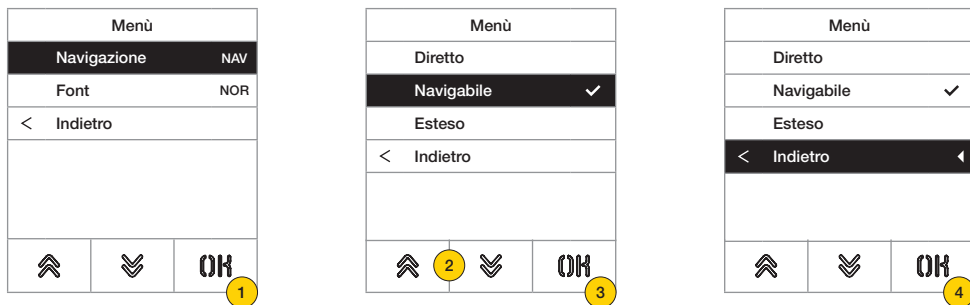 Menù
Navigazione NAV
Font NOR
< Indietro
OK
1
Menù
Diretto
Navigabile ✓
Esteso
< Indietro
2
OK
3
Menù
Diretto
Navigabile ✓
Esteso
< Indietro
OK
4